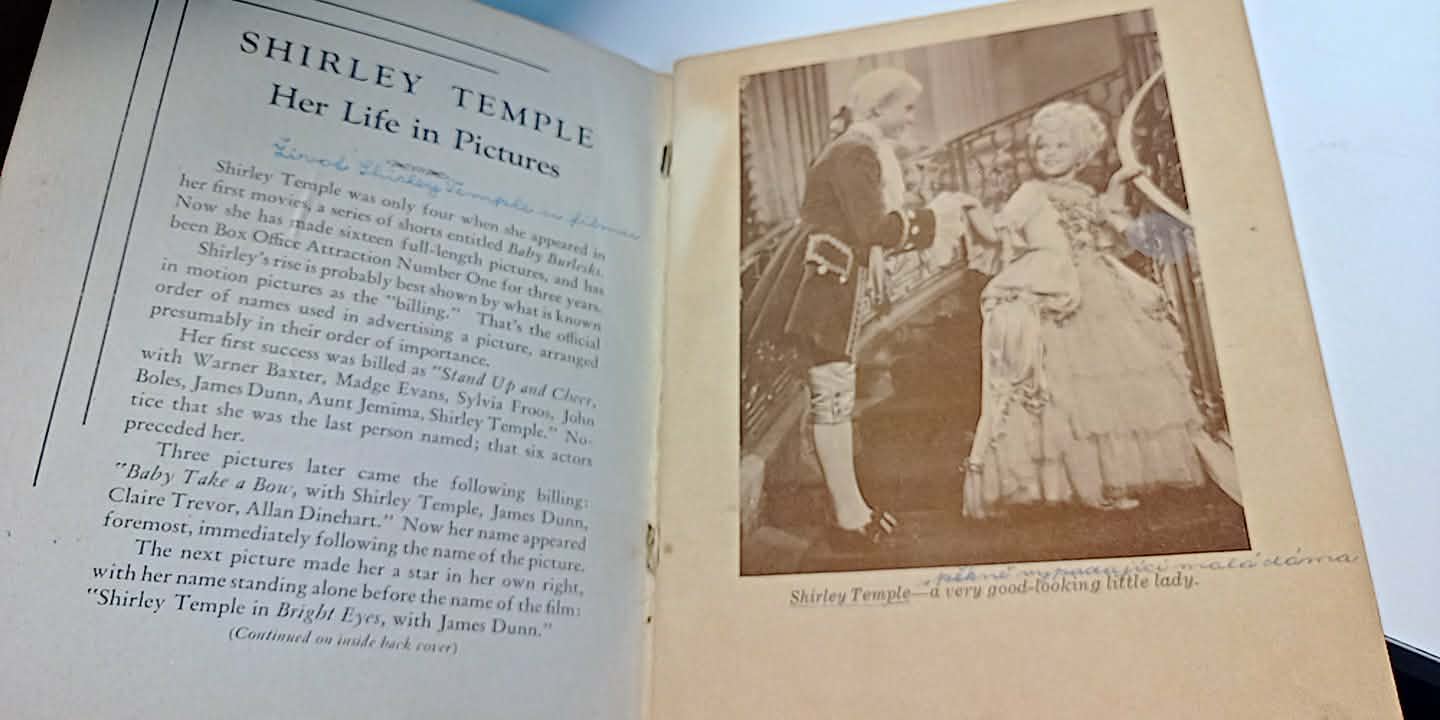 SHIRLEY TEMPLE
Her Life in Pictures
Život Shirley Temple ve filmu
Shirley Temple was only four when she appeared in
her first movies, a series of shorts entitled Baby Burlesks.
Now she has made sixteen full-length pictures, and has
been Box Office Attraction Number One for three years.
Shirley's rise is probably best shown by what is known
in motion pictures as the "billing." That's the official
order of names used in advertising a picture, arranged
presumably in their order of importance.
Her first success was billed as "Stand Up and Cheer,
with Warner Baxter, Madge Evans, Sylvia Froos, John
Boles, James Dunn, Aunt Jemima, Shirley Temple." No-
tice that she was the last person named; that six actors
preceded her.
Three pictures later came the following billing:
"Baby Take a Bow, with Shirley Temple, James Dunn,
Claire Trevor, Allan Dinehart." Now her name appeared
foremost, immediately following the name of the picture.
The next picture made her a star in her own right,
with her name standing alone before the name of the film:
"Shirley Temple in Bright Eyes, with James Dunn."
(Continued on inside back cover)
pěkně vypadající malá dáma
Shirley Temple—a very good-looking little lady.